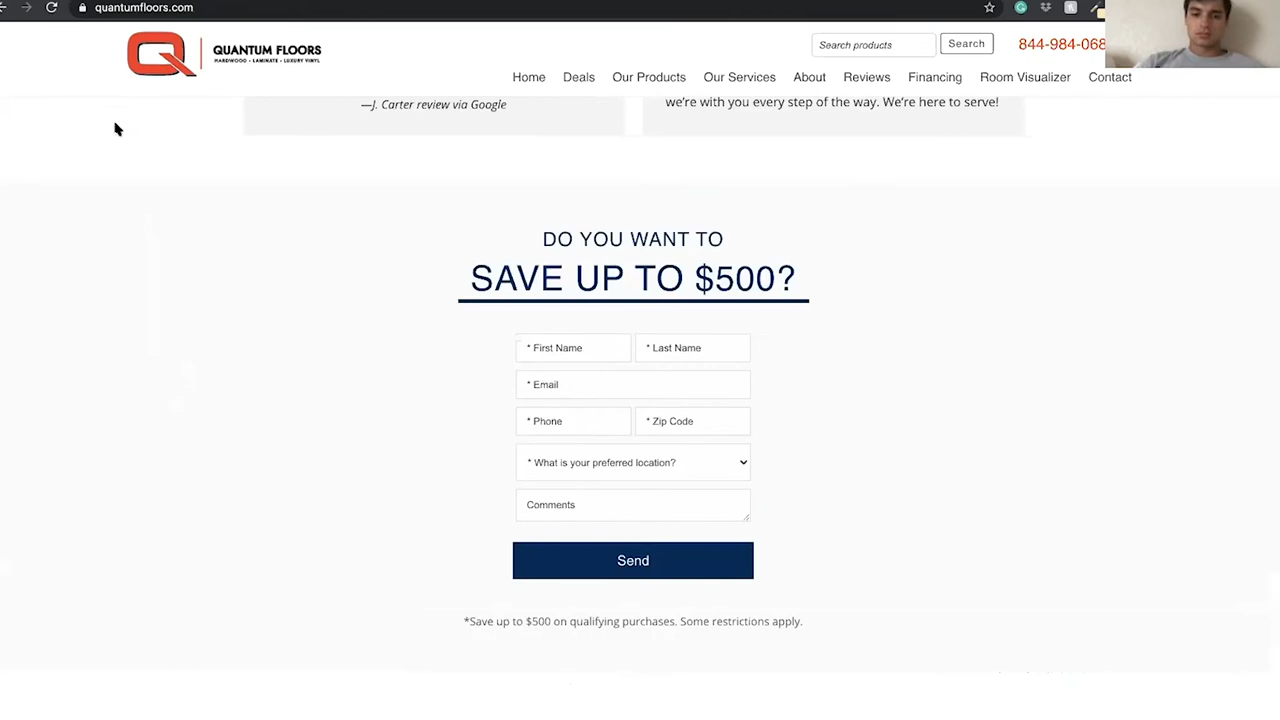 quantumfloors.com
QUANTUM FLOORS
HARDWOOD • LAMINATE • LUXURY VINYL
Search products
Search
844-984-068
Home Deals Our Products Our Services About Reviews Financing Room Visualizer Contact
—J. Carter review via Google
we're with you every step of the way. We're here to serve!
DO YOU WANT TO
SAVE UP TO $500?
* First Name * Last Name
* Email
* Phone * Zip Code
* What is your preferred location?
Comments
Send
*Save up to $500 on qualifying purchases. Some restrictions apply.